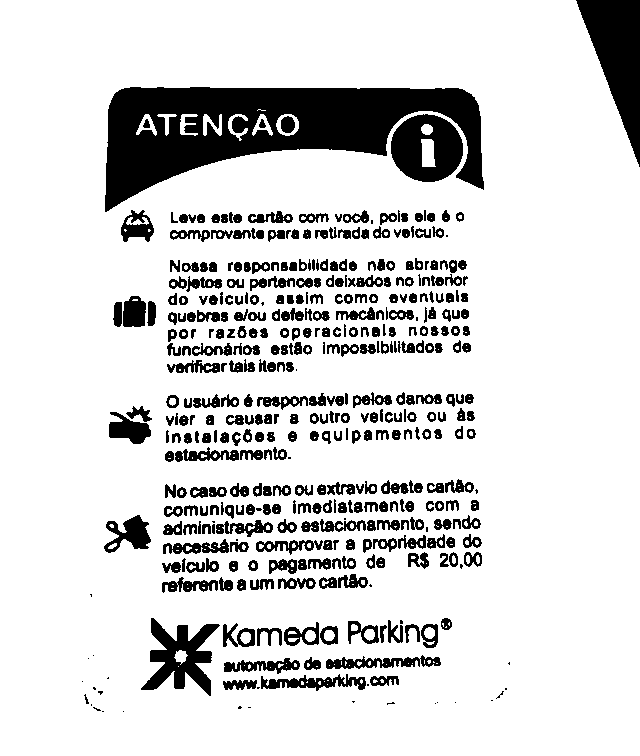 ATENÇÃO
Leve este cartão com você, pois ele é o
comprovante para a retirada do veículo.
Nossa responsabilidade não abrange
objetos ou pertences deixados no interior
do veículo, assim como eventuais
quebras e/ou defeitos mecânicos, já que
por razões operacionais nossos
funcionários estão impossibilitados de
verificar tais itens.
O usuário é responsável pelos danos que
vier a causar a outro veículo ou às
instalações e equipamentos do
estacionamento.
No caso de dano ou extravio deste cartão,
comunique-se imediatamente com a
administração do estacionamento, sendo
necessário comprovar a propriedade do
veículo e o pagamento de R$ 20,00
referente a um novo cartão.
Kameda Parking®
automação de estacionamentos
www.kamedaparking.com